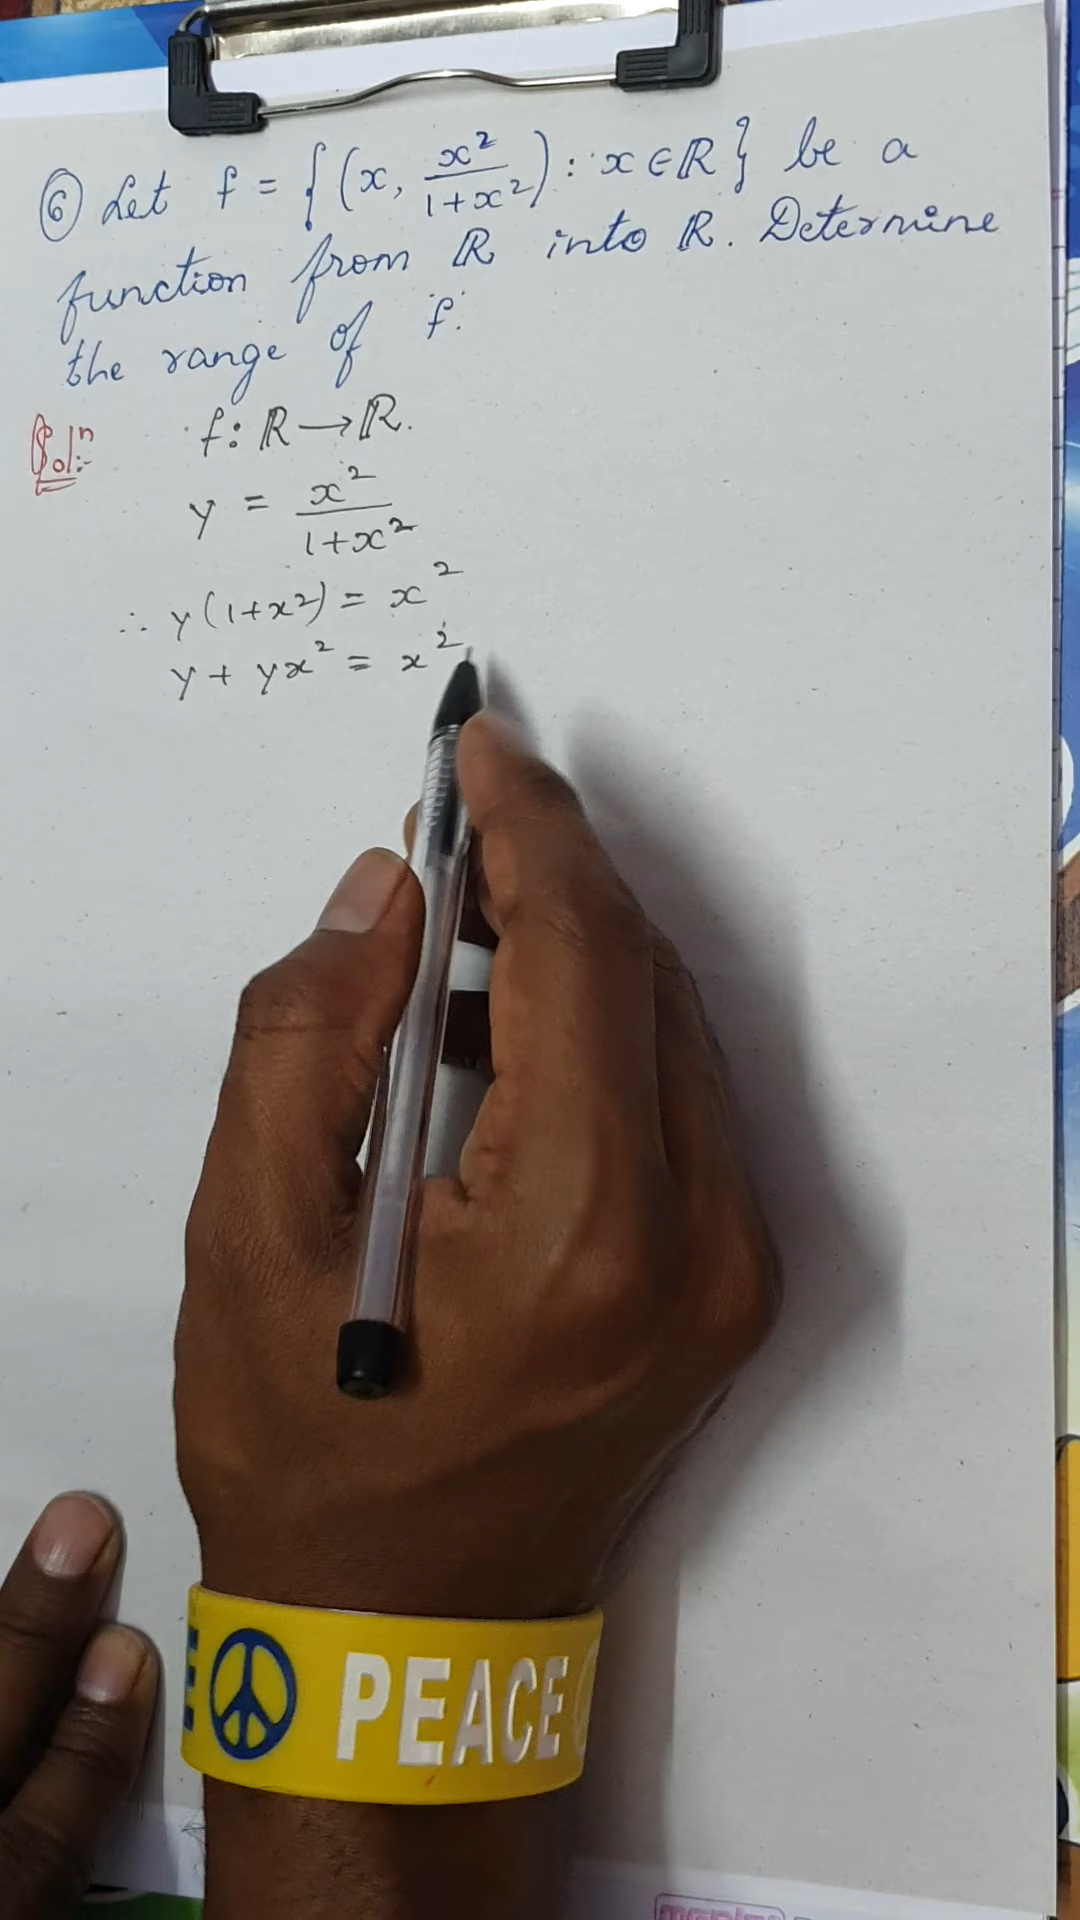 ⑥ Let f = { (x, x²/(1+x²)) : x ∈ ℝ } be a
function from ℝ into ℝ. Determine
the range of f.
Solⁿ:- f: ℝ → ℝ.
y = x²/(1+x²)
∴ y(1+x²) = x²
y + yx² = x²
PEACE